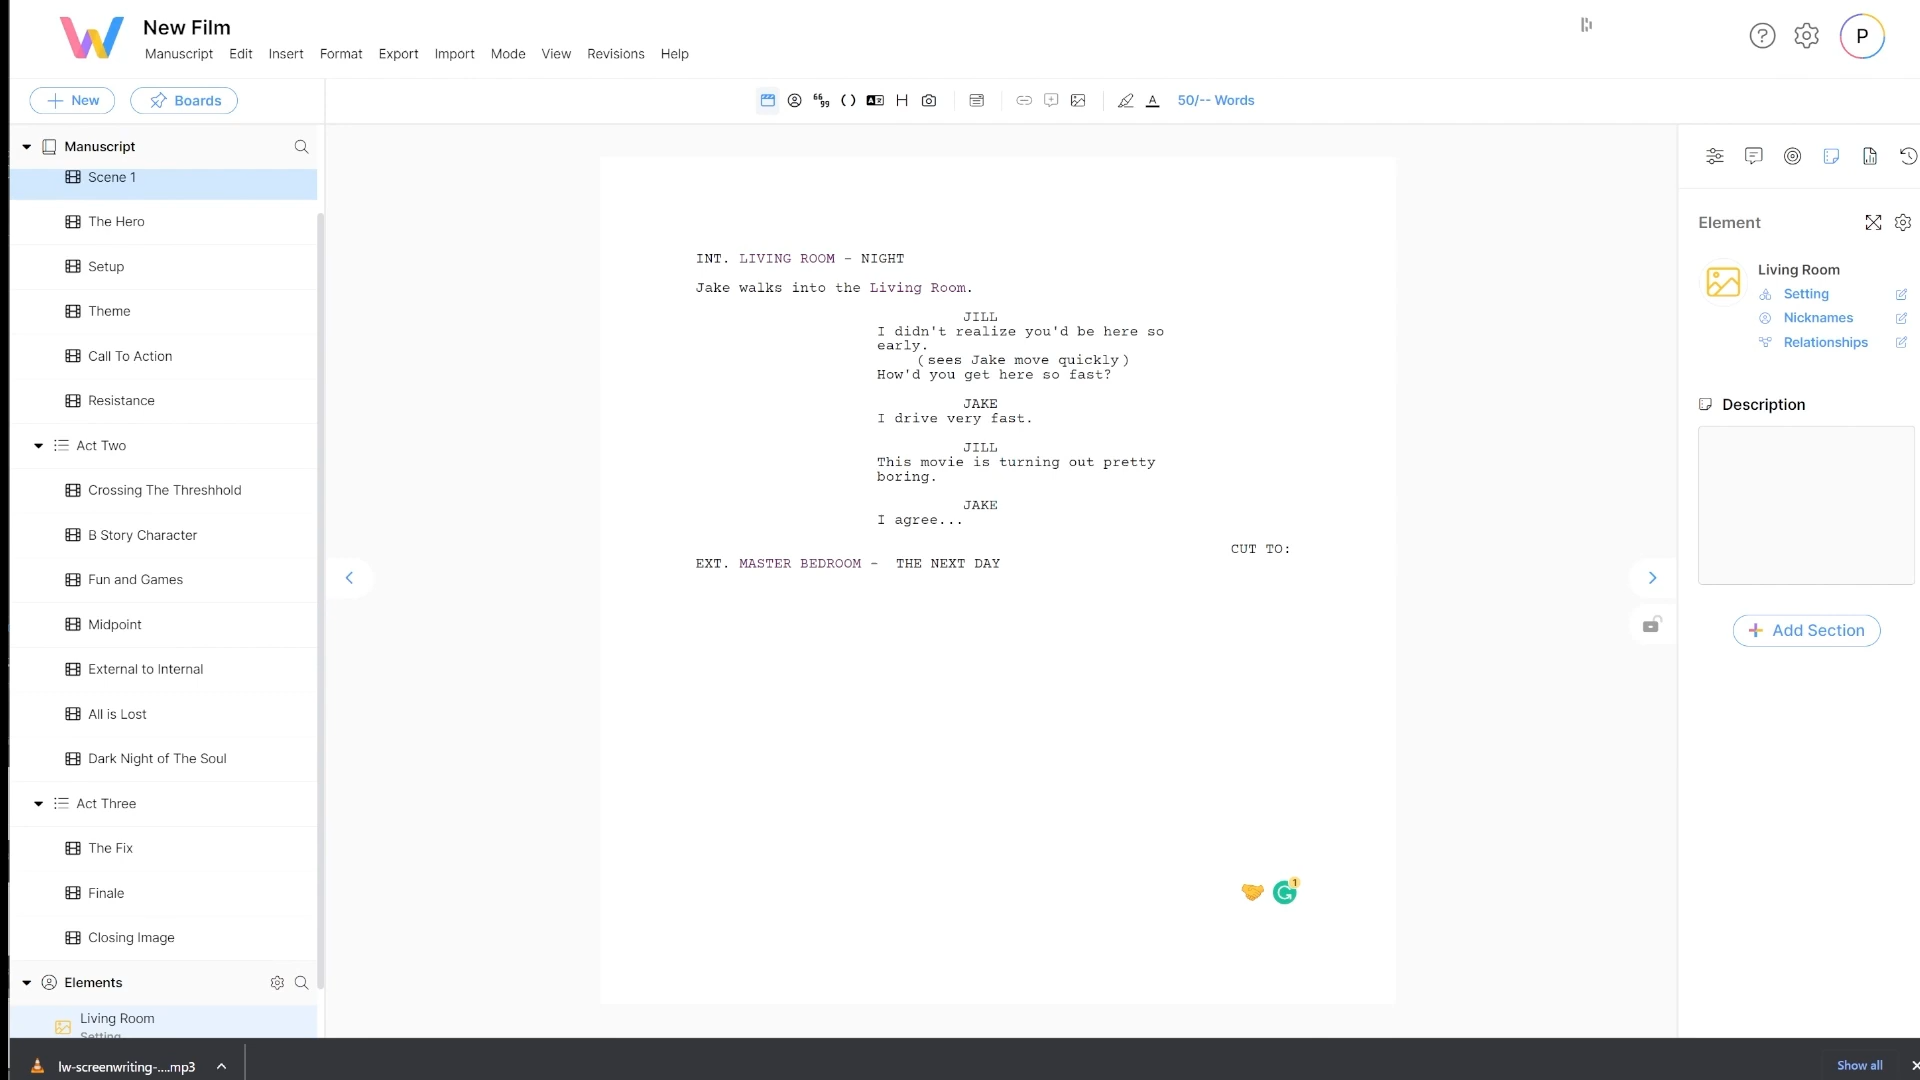 New Film
Manuscript Edit Insert Format Export Import Mode View Revisions Help
P
New Boards
50/-- Words
Manuscript
Scene 1
The Hero
Setup
Theme
Call To Action
Resistance
Act Two
Crossing The Threshhold
B Story Character
Fun and Games
Midpoint
External to Internal
All is Lost
Dark Night of The Soul
Act Three
The Fix
Finale
Closing Image
Elements
Living Room
Setting
INT. LIVING ROOM - NIGHT
Jake walks into the Living Room.
JILL
I didn't realize you'd be here so
early.
(sees Jake move quickly)
How'd you get here so fast?
JAKE
I drive very fast.
JILL
This movie is turning out pretty
boring.
JAKE
I agree...
CUT TO:
EXT. MASTER BEDROOM - THE NEXT DAY
1
Element
Living Room
Setting
Nicknames
Relationships
Description
Add Section
lw-screenwriting-....mp3
Show all